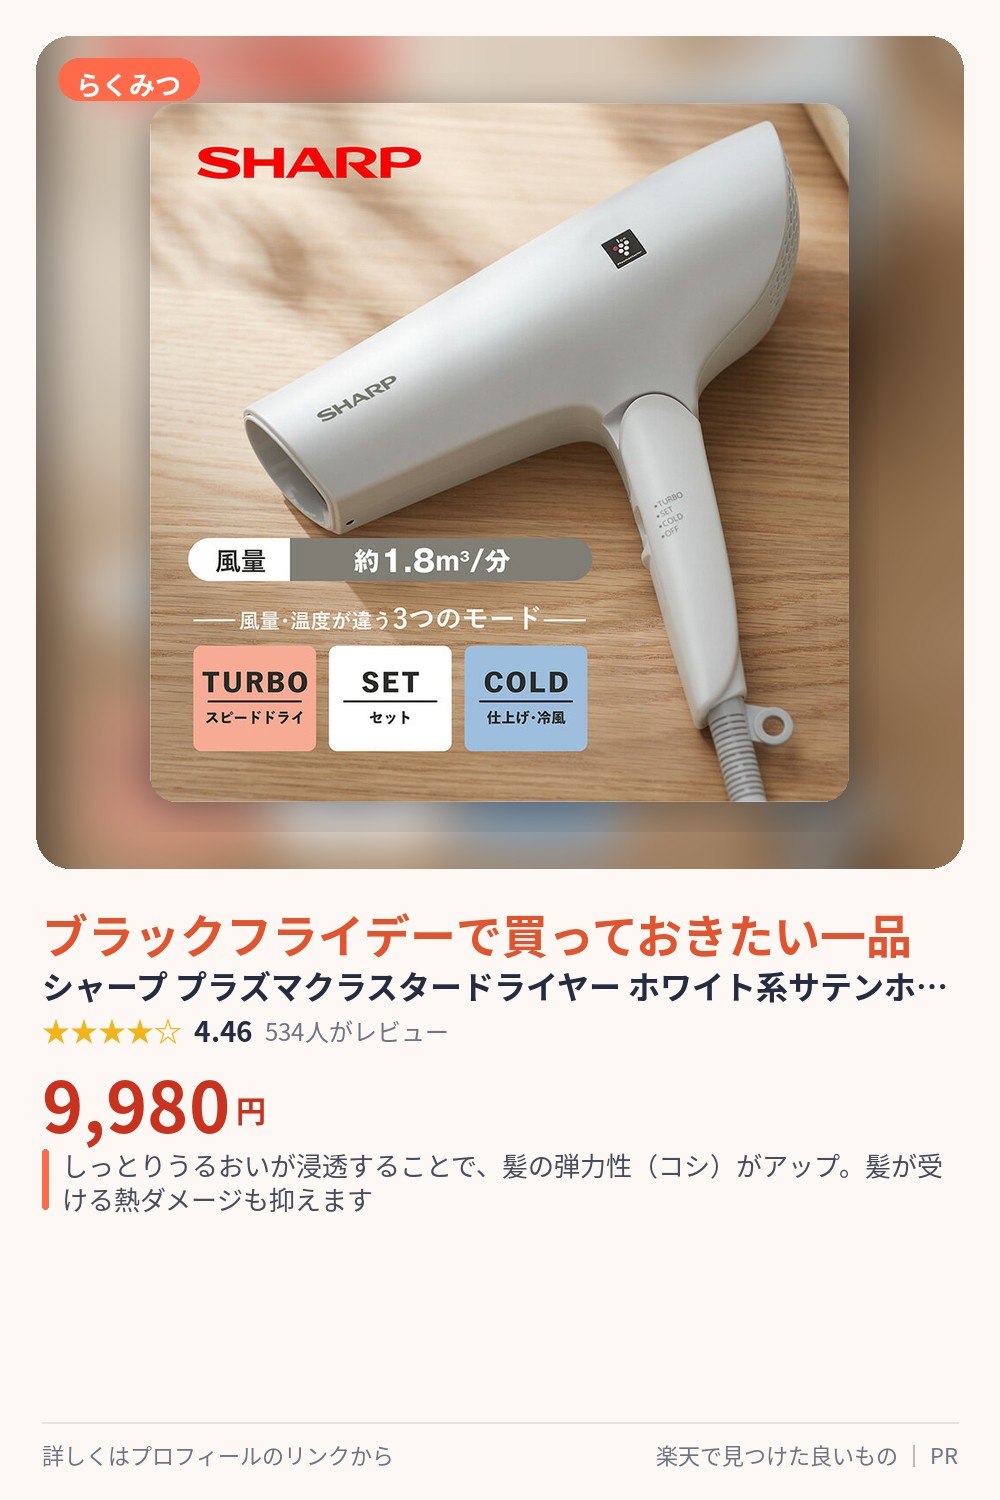 らくみつ
SHARP
SHARP
•TURBO
•SET
•COLD
•OFF
風量 約1.8m³/分
風量・温度が違う3つのモード
TURBO
スピードドライ
SET
セット
COLD
仕上げ・冷風
ブラックフライデーで買っておきたい一品
シャープ プラズマクラスタードライヤー ホワイト系サテンホ…
★★★★☆ 4.46 534人がレビュー
9,980円
しっとりうるおいが浸透することで、髪の弾力性（コシ）がアップ。髪が受
ける熱ダメージも抑えます
詳しくはプロフィールのリンクから
楽天で見つけた良いもの ｜ PR